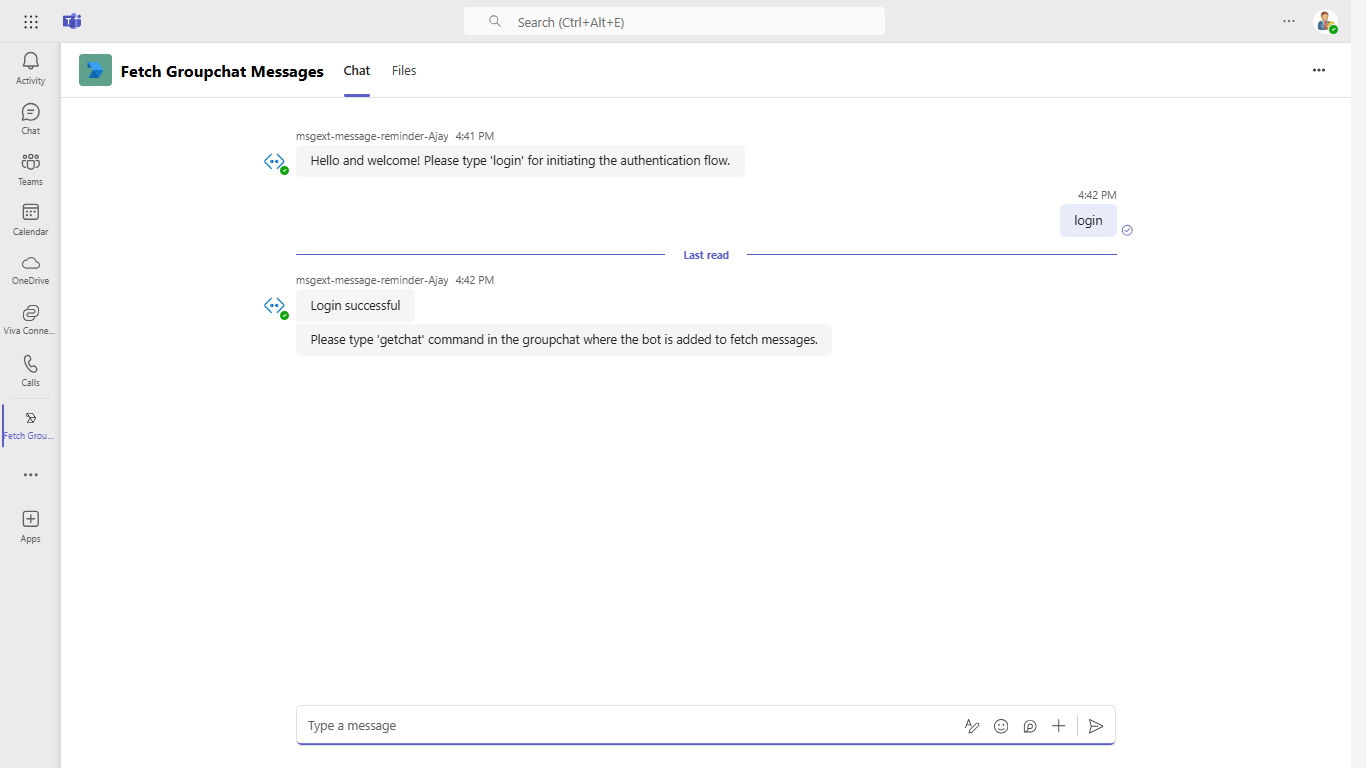 Search (Ctrl+Alt+E)
Activity
Chat
Teams
Calendar
OneDrive
Viva Conne...
Calls
Fetch Grou...
Apps
Fetch Groupchat Messages
Chat
Files
msgext-message-reminder-Ajay 4:41 PM
Hello and welcome! Please type 'login' for initiating the authentication flow.
4:42 PM
login
Last read
msgext-message-reminder-Ajay 4:42 PM
Login successful
Please type 'getchat' command in the groupchat where the bot is added to fetch messages.
Type a message